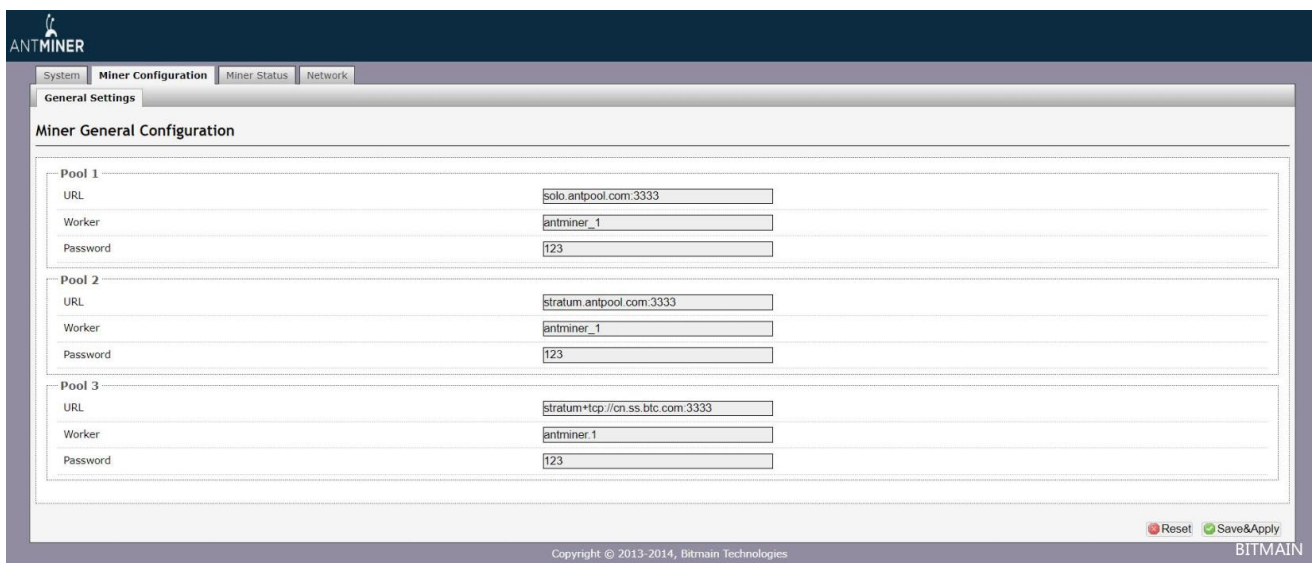 ANTMINER
System Miner Configuration Miner Status Network
General Settings
Miner General Configuration
Pool 1
URL solo.antpool.com:3333
Worker antminer_1
Password 123
Pool 2
URL stratum.antpool.com:3333
Worker antminer_1
Password 123
Pool 3
URL stratum+tcp://cn.ss.btc.com:3333
Worker antminer.1
Password 123
Reset Save&Apply
Copyright © 2013-2014, Bitmain Technologies
BITMAIN